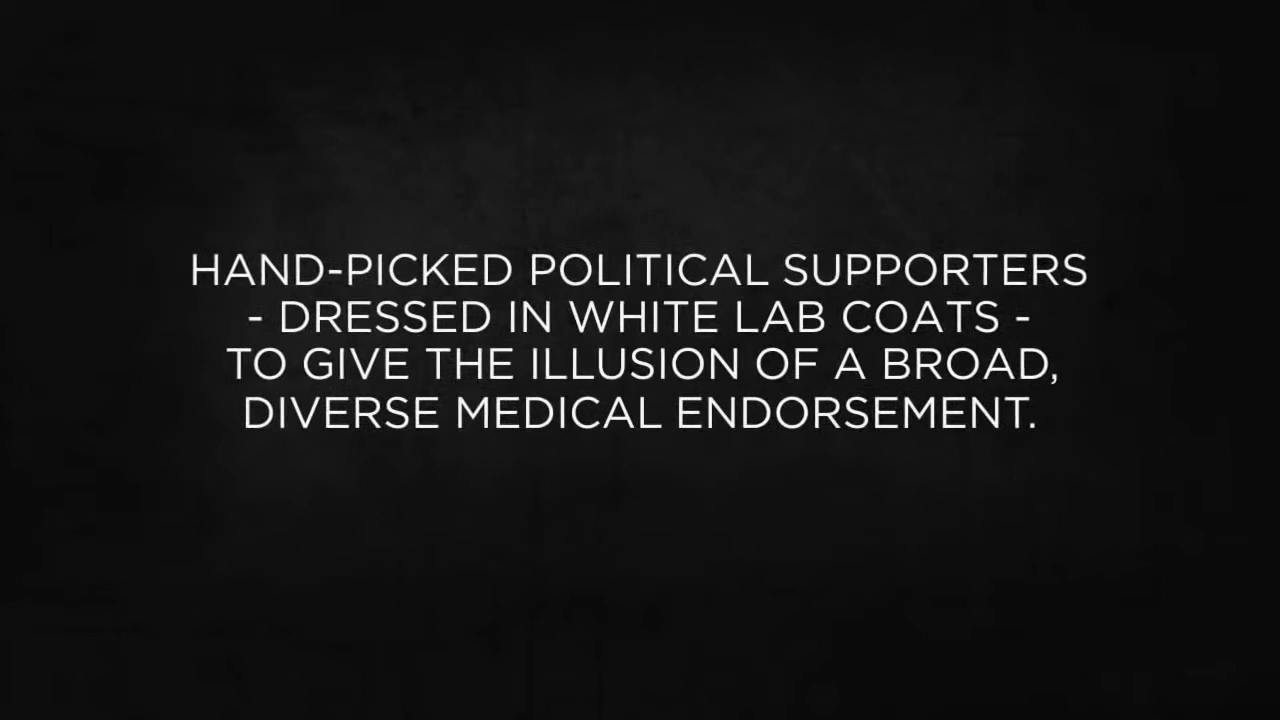 HAND-PICKED POLITICAL SUPPORTERS
- DRESSED IN WHITE LAB COATS -
TO GIVE THE ILLUSION OF A BROAD,
DIVERSE MEDICAL ENDORSEMENT.